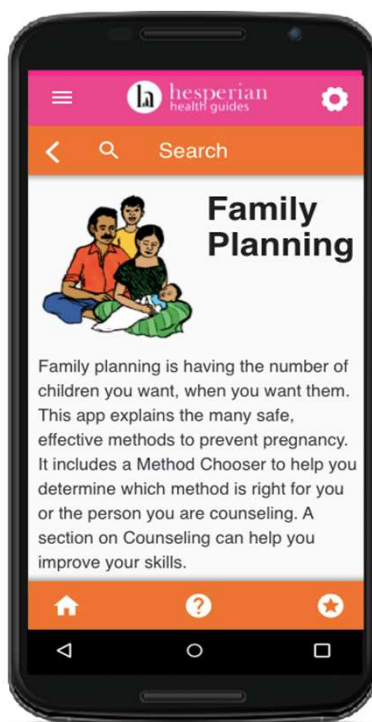 hesperian
health guides
Search
Family
Planning
Family planning is having the number of
children you want, when you want them.
This app explains the many safe,
effective methods to prevent pregnancy.
It includes a Method Chooser to help you
determine which method is right for you
or the person you are counseling. A
section on Counseling can help you
improve your skills.